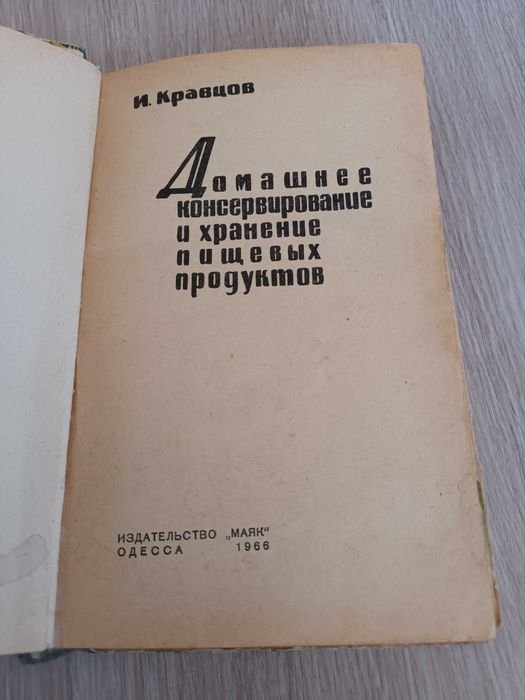 И. Кравцов
Домашнее
консервирование
и хранение
пищевых
продуктов
ИЗДАТЕЛЬСТВО „МАЯК“
ОДЕССА 1966